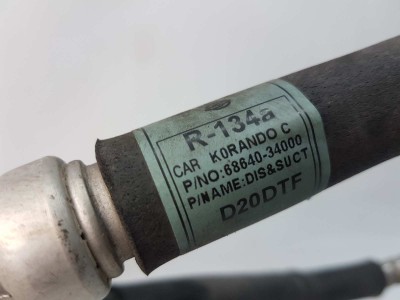 R-134a
CAR KORANDO C
P/NO:68640-34000
P/NAME:DIS&SUCT
D20DTF